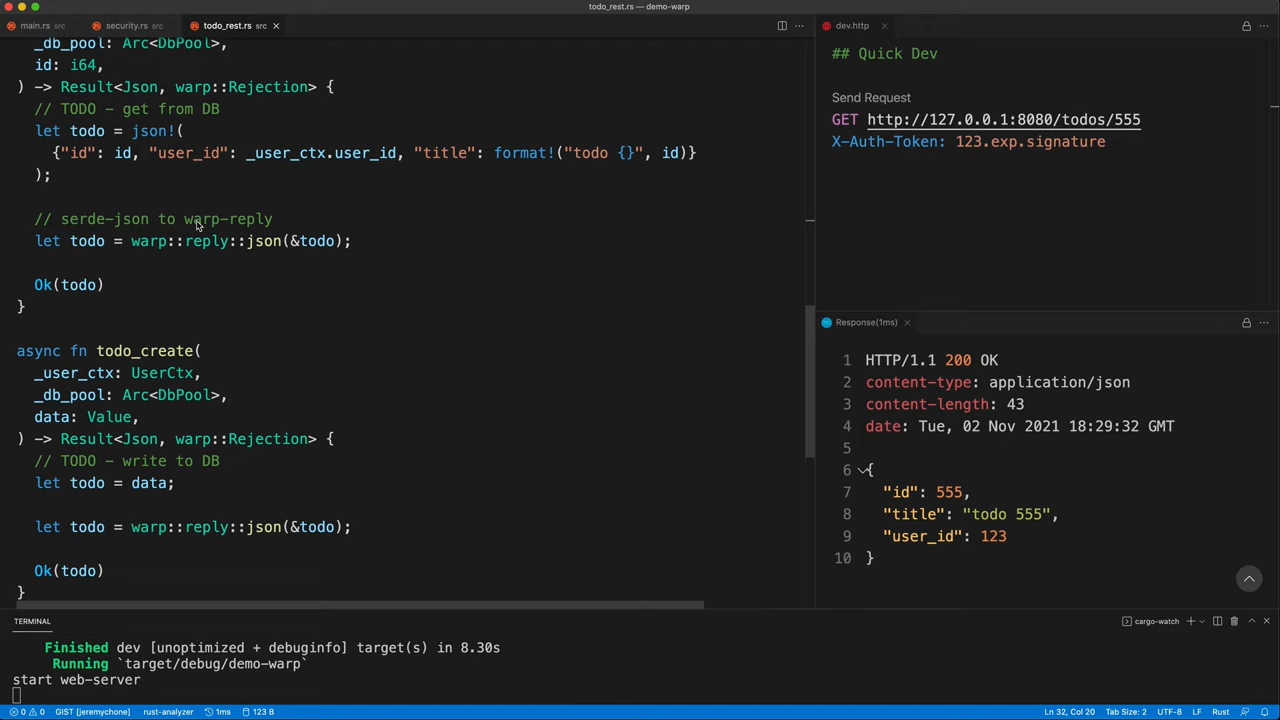 todo_rest.rs — demo-warp
main.rs src
security.rs src
todo_rest.rs src
_db_pool: Arc<DbPool>,
id: i64,
) -> Result<Json, warp::Rejection> {
// TODO - get from DB
let todo = json!(
{"id": id, "user_id": _user_ctx.user_id, "title": format!("todo {}", id)}
);
// serde-json to warp-reply
let todo = warp::reply::json(&todo);
Ok(todo)
}
async fn todo_create(
_user_ctx: UserCtx,
_db_pool: Arc<DbPool>,
data: Value,
) -> Result<Json, warp::Rejection> {
// TODO - write to DB
let todo = data;
let todo = warp::reply::json(&todo);
Ok(todo)
}
dev.http
## Quick Dev
Send Request
GET http://127.0.0.1:8080/todos/555
X-Auth-Token: 123.exp.signature
Response(1ms)
1 HTTP/1.1 200 OK
2 content-type: application/json
3 content-length: 43
4 date: Tue, 02 Nov 2021 18:29:32 GMT
5
6 {
7 "id": 555,
8 "title": "todo 555",
9 "user_id": 123
10 }
TERMINAL
cargo-watch
Finished dev [unoptimized + debuginfo] target(s) in 8.30s
Running `target/debug/demo-warp`
start web-server
0 0 GIST [jeremychone] rust-analyzer 1ms 123 B
Ln 32, Col 20 Tab Size: 2 UTF-8 LF Rust